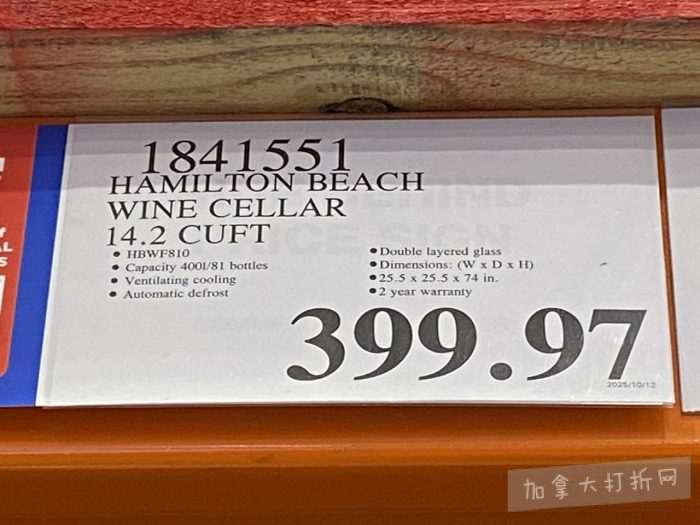 1841551
HAMILTON BEACH
WINE CELLAR
14.2 CUFT
• HBWF810
• Capacity 400l/81 bottles
• Ventilating cooling
• Automatic defrost
• Double layered glass
• Dimensions: (W x D x H)
• 25.5 x 25.5 x 74 in.
• 2 year warranty
399.97
2025/10/12
加拿大打折网